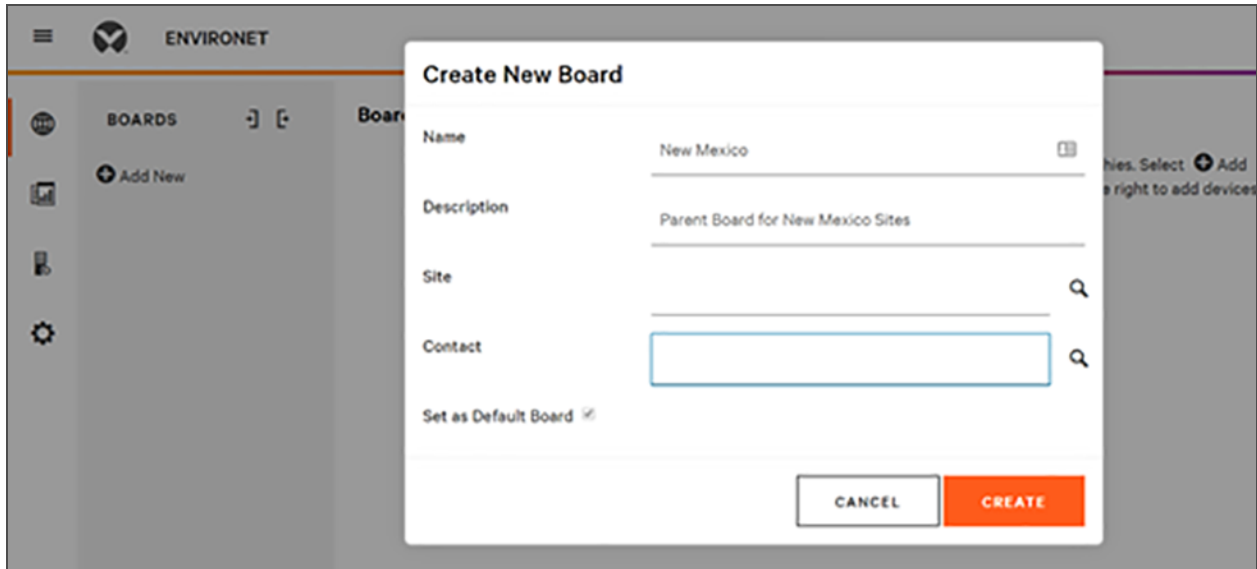 ENVIRONET
Create New Board
BOARDS
Boar
Name
New Mexico
hies. Select Add
Add New
right to add devices
Description
Parent Board for New Mexico Sites
Site
Contact
Set as Default Board
CANCEL
CREATE